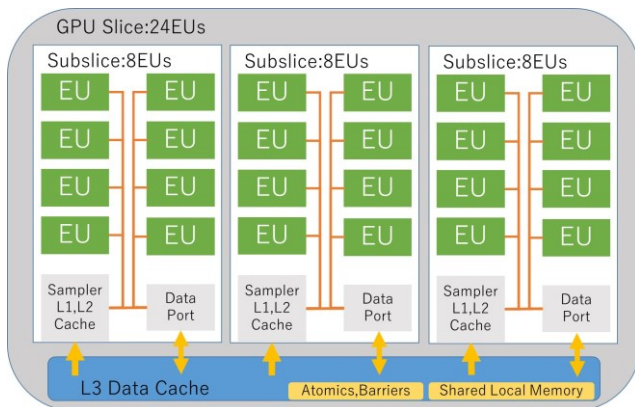 GPU Slice:24EUs
Subslice:8EUs
EU EU
EU EU
EU EU
EU EU
Sampler
L1,L2
Cache
Data
Port
Subslice:8EUs
EU EU
EU EU
EU EU
EU EU
Sampler
L1,L2
Cache
Data
Port
Subslice:8EUs
EU EU
EU EU
EU EU
EU EU
Sampler
L1,L2
Cache
Data
Port
L3 Data Cache
Atomics,Barriers
Shared Local Memory